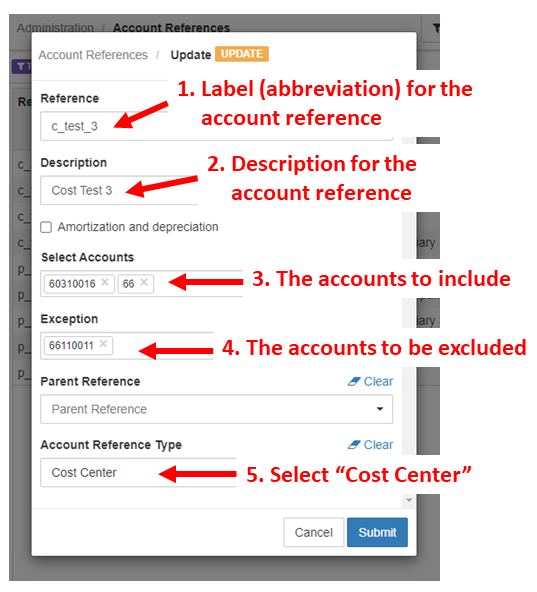 Administration / Account References
Account References / Update UPDATE
Reference
1. Label (abbreviation) for the
account reference
c_test_3
Description
2. Description for the
account reference
Cost Test 3
Amortization and depreciation
Select Accounts
60310016 × 66 ×
3. The accounts to include
Exception
66110011 ×
4. The accounts to be excluded
Parent Reference Clear
Parent Reference
Account Reference Type Clear
Cost Center
5. Select “Cost Center”
Cancel Submit